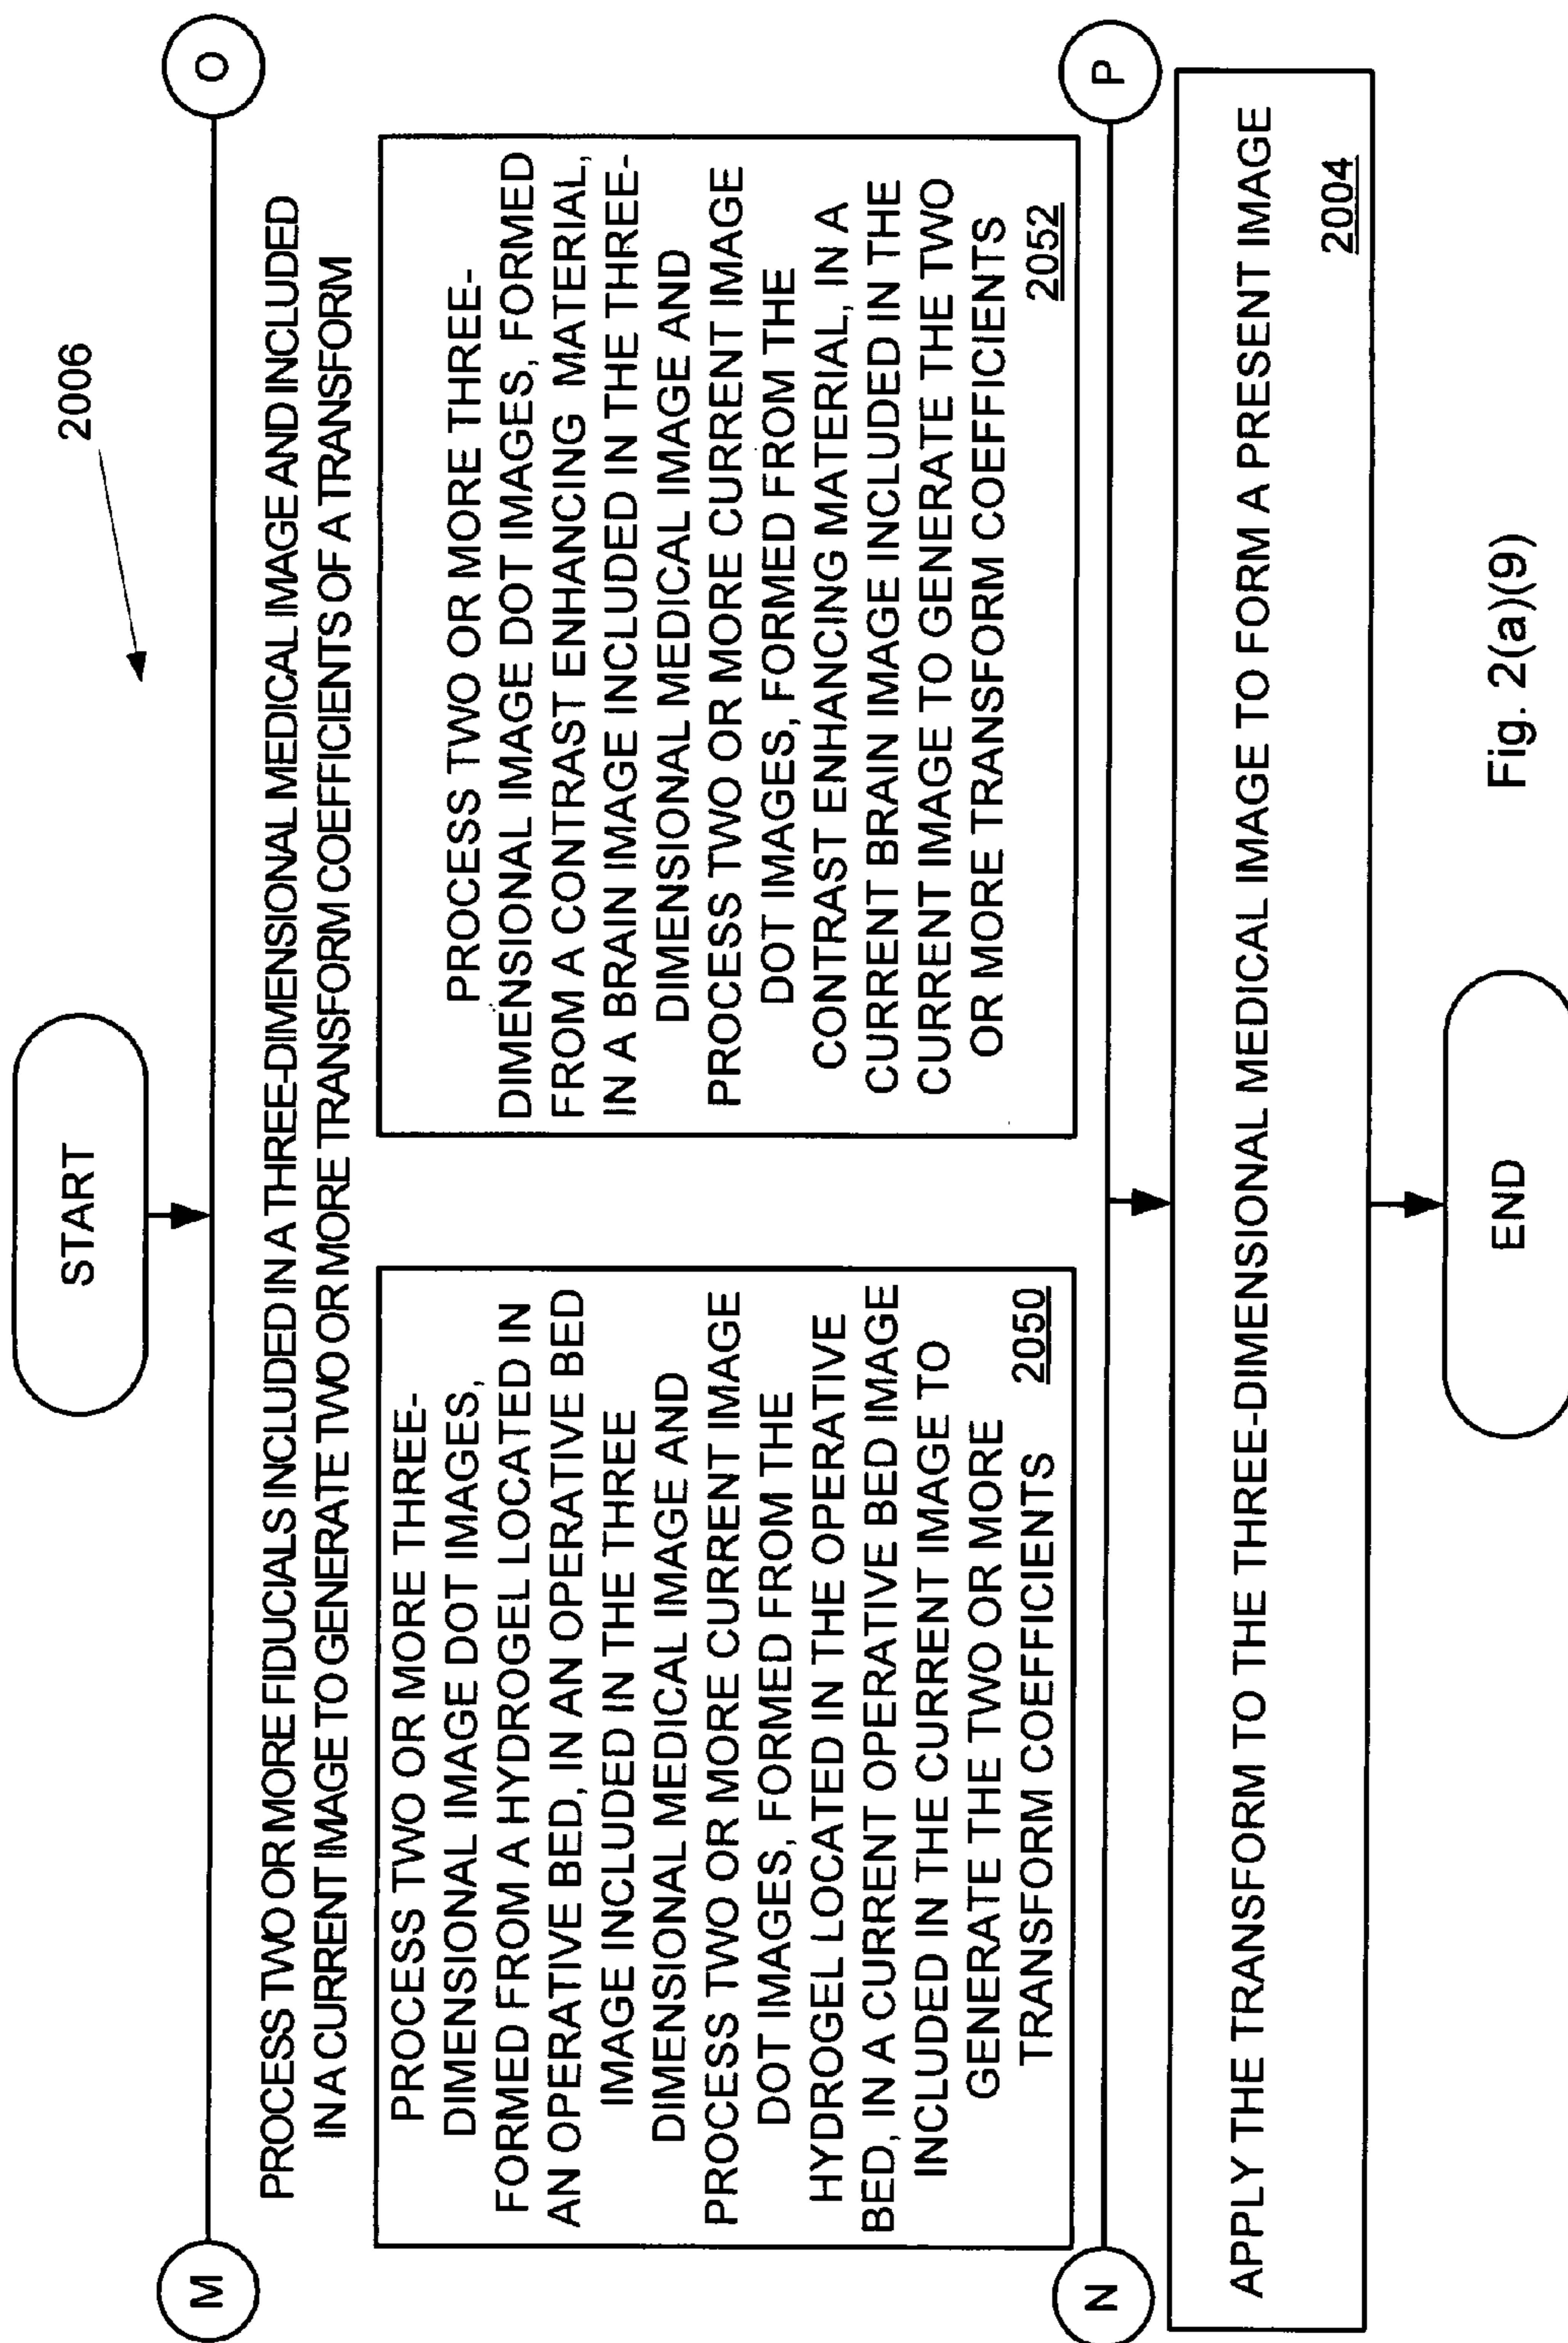 START
2006
M
O
PROCESS TWO OR MORE FIDUCIALS INCLUDED IN A THREE-DIMENSIONAL MEDICAL IMAGE AND INCLUDED
IN A CURRENT IMAGE TO GENERATE TWO OR MORE TRANSFORM COEFFICIENTS OF A TRANSFORM
PROCESS TWO OR MORE THREE-
DIMENSIONAL IMAGE DOT IMAGES,
FORMED FROM A HYDROGEL LOCATED IN
AN OPERATIVE BED, IN AN OPERATIVE BED
IMAGE INCLUDED IN THE THREE
DIMENSIONAL MEDICAL IMAGE AND
PROCESS TWO OR MORE CURRENT IMAGE
DOT IMAGES, FORMED FROM THE
HYDROGEL LOCATED IN THE OPERATIVE
BED, IN A CURRENT OPERATIVE BED IMAGE
INCLUDED IN THE CURRENT IMAGE TO
GENERATE THE TWO OR MORE
TRANSFORM COEFFICIENTS
2050
PROCESS TWO OR MORE THREE-
DIMENSIONAL IMAGE DOT IMAGES, FORMED
FROM A CONTRAST ENHANCING MATERIAL,
IN A BRAIN IMAGE INCLUDED IN THE THREE-
DIMENSIONAL MEDICAL IMAGE AND
PROCESS TWO OR MORE CURRENT IMAGE
DOT IMAGES, FORMED FROM THE
CONTRAST ENHANCING MATERIAL, IN A
CURRENT BRAIN IMAGE INCLUDED IN THE
CURRENT IMAGE TO GENERATE THE TWO
OR MORE TRANSFORM COEFFICIENTS
2052
N
P
APPLY THE TRANSFORM TO THE THREE-DIMENSIONAL MEDICAL IMAGE TO FORM A PRESENT IMAGE
2004
END
Fig. 2(a)(9)